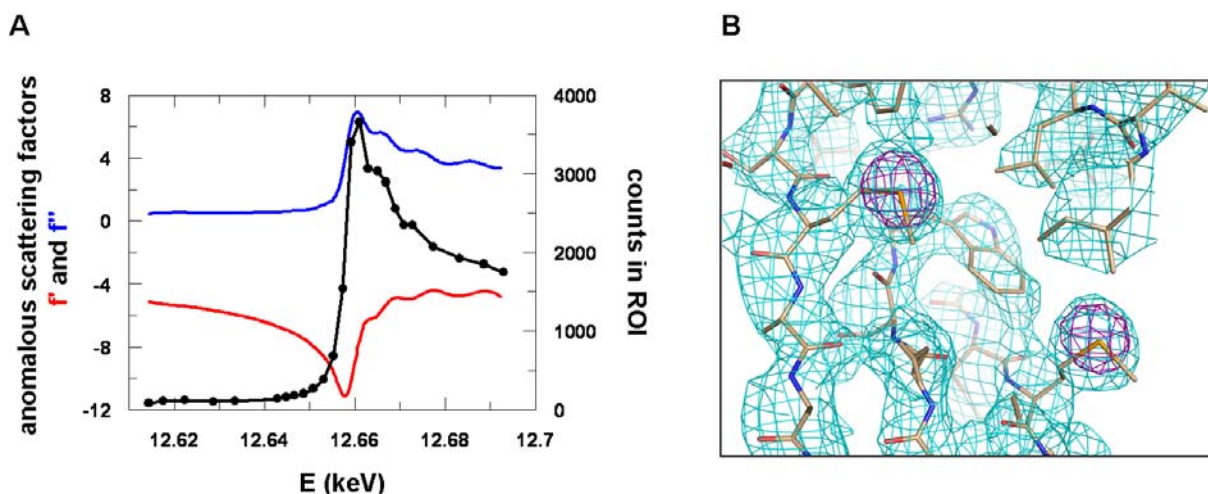 A
B
anomalous scattering factors
f' and f"
8
4
0
-4
-8
-12
4000
3000
2000
1000
0
counts in ROI
12.62
12.64
12.66
12.68
12.7
E (keV)